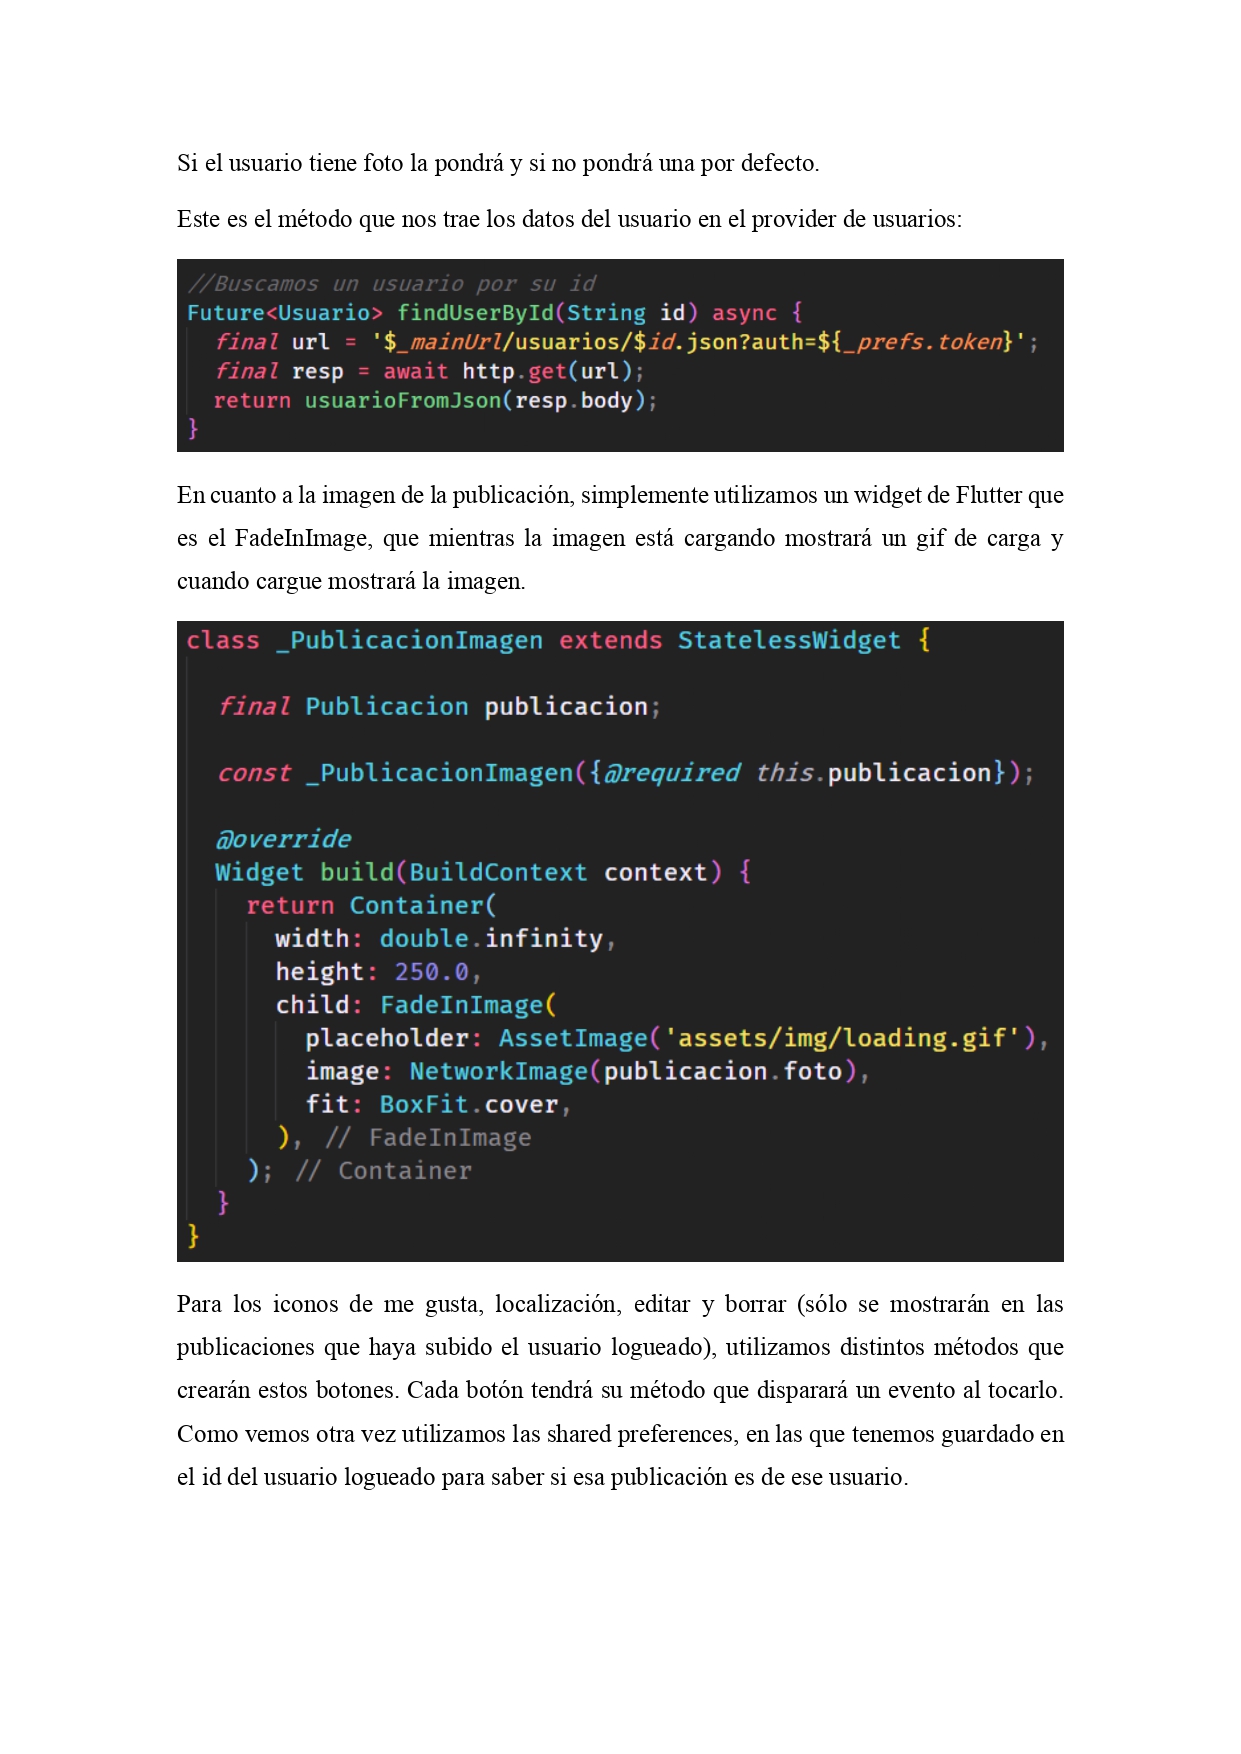 Si el usuario tiene foto la pondrá y si no pondrá una por defecto.
Este es el método que nos trae los datos del usuario en el provider de usuarios:
//Buscamos un usuario por su id
Future<Usuario> findUserById(String id) async {
  final url = '$_mainUrl/usuarios/$id.json?auth=${_prefs.token}';
  final resp = await http.get(url);
  return usuarioFromJson(resp.body);
}
En cuanto a la imagen de la publicación, simplemente utilizamos un widget de Flutter que
es el FadeInImage, que mientras la imagen está cargando mostrará un gif de carga y
cuando cargue mostrará la imagen.
class _PublicacionImagen extends StatelessWidget {
  final Publicacion publicacion;
  const _PublicacionImagen({@required this.publicacion});
  @override
  Widget build(BuildContext context) {
    return Container(
      width: double.infinity,
      height: 250.0,
      child: FadeInImage(
        placeholder: AssetImage('assets/img/loading.gif'),
        image: NetworkImage(publicacion.foto),
        fit: BoxFit.cover,
      ), // FadeInImage
    ); // Container
  }
}
Para los iconos de me gusta, localización, editar y borrar (sólo se mostrarán en las
publicaciones que haya subido el usuario logueado), utilizamos distintos métodos que
crearán estos botones. Cada botón tendrá su método que disparará un evento al tocarlo.
Como vemos otra vez utilizamos las shared preferences, en las que tenemos guardado en
el id del usuario logueado para saber si esa publicación es de ese usuario.